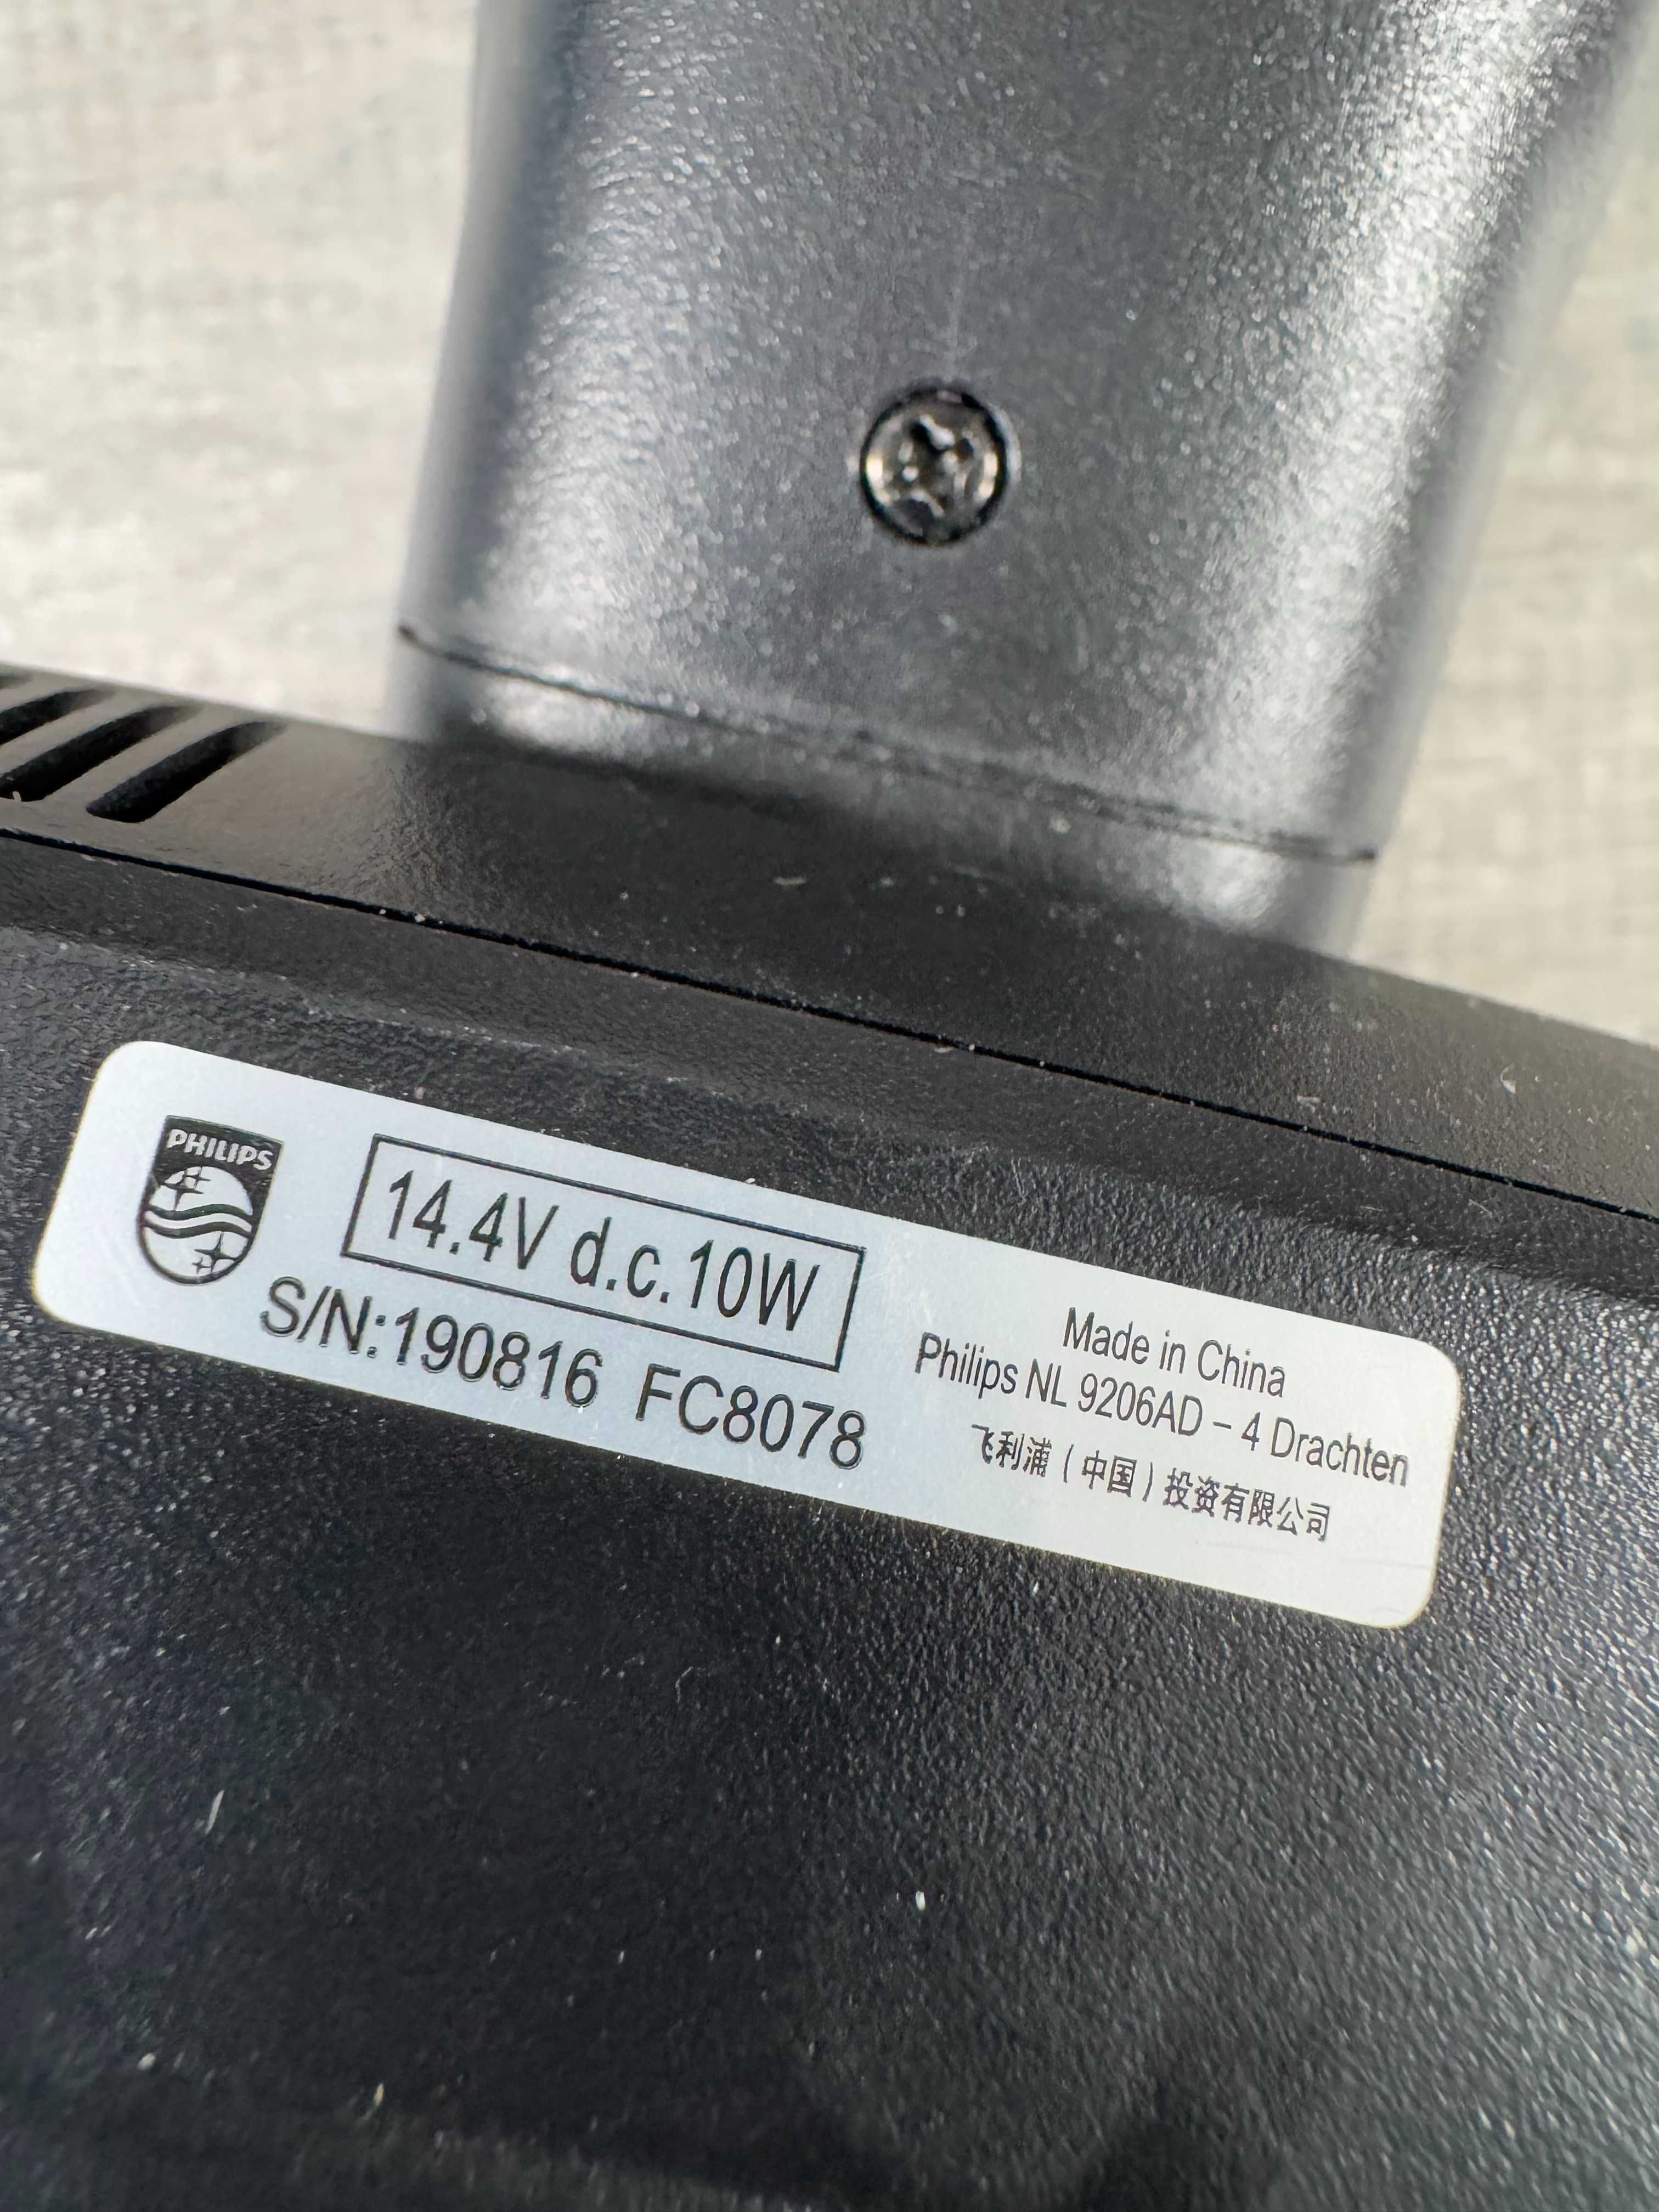 PHILIPS
14.4V d.c.10W
S/N:190816 FC8078
Made in China
Philips NL 9206AD – 4 Drachten
飞利浦（中国）投资有限公司